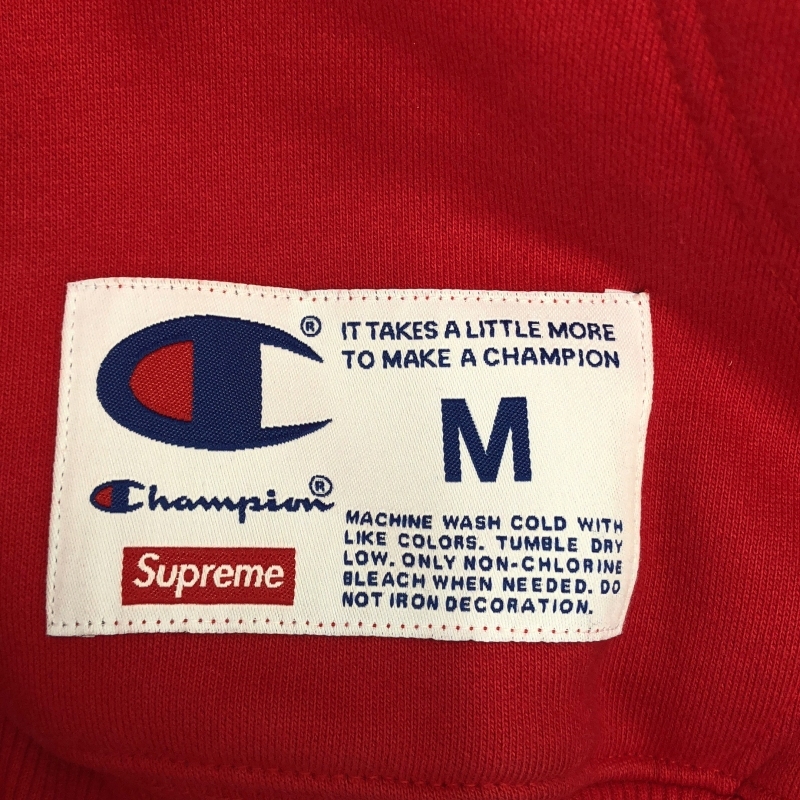 ®
IT TAKES A LITTLE MORE
TO MAKE A CHAMPION
M
Champion®
Supreme
MACHINE WASH COLD WITH
LIKE COLORS. TUMBLE DRY
LOW. ONLY NON-CHLORINE
BLEACH WHEN NEEDED. DO
NOT IRON DECORATION.